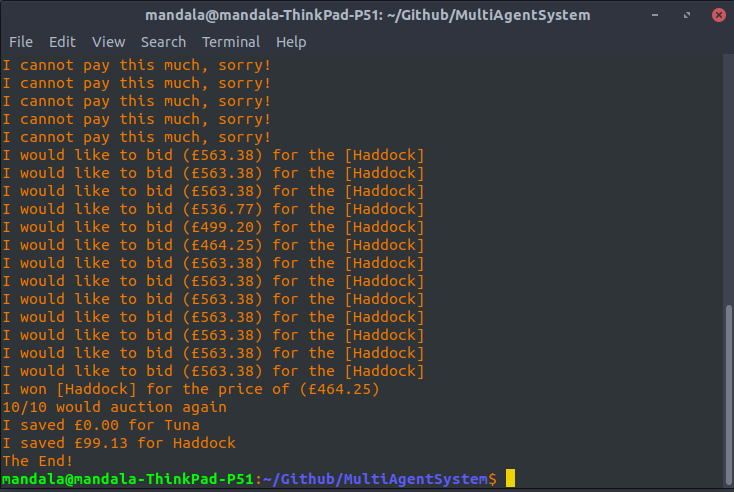 mandala@mandala-ThinkPad-P51: ~/Github/MultiAgentSystem
File Edit View Search Terminal Help
I cannot pay this much, sorry!
I cannot pay this much, sorry!
I cannot pay this much, sorry!
I cannot pay this much, sorry!
I cannot pay this much, sorry!
I would like to bid (£563.38) for the [Haddock]
I would like to bid (£563.38) for the [Haddock]
I would like to bid (£563.38) for the [Haddock]
I would like to bid (£536.77) for the [Haddock]
I would like to bid (£499.20) for the [Haddock]
I would like to bid (£464.25) for the [Haddock]
I would like to bid (£563.38) for the [Haddock]
I would like to bid (£563.38) for the [Haddock]
I would like to bid (£563.38) for the [Haddock]
I would like to bid (£563.38) for the [Haddock]
I would like to bid (£563.38) for the [Haddock]
I would like to bid (£563.38) for the [Haddock]
I would like to bid (£563.38) for the [Haddock]
I won [Haddock] for the price of (£464.25)
10/10 would auction again
I saved £0.00 for Tuna
I saved £99.13 for Haddock
The End!
mandala@mandala-ThinkPad-P51:~/Github/MultiAgentSystem$